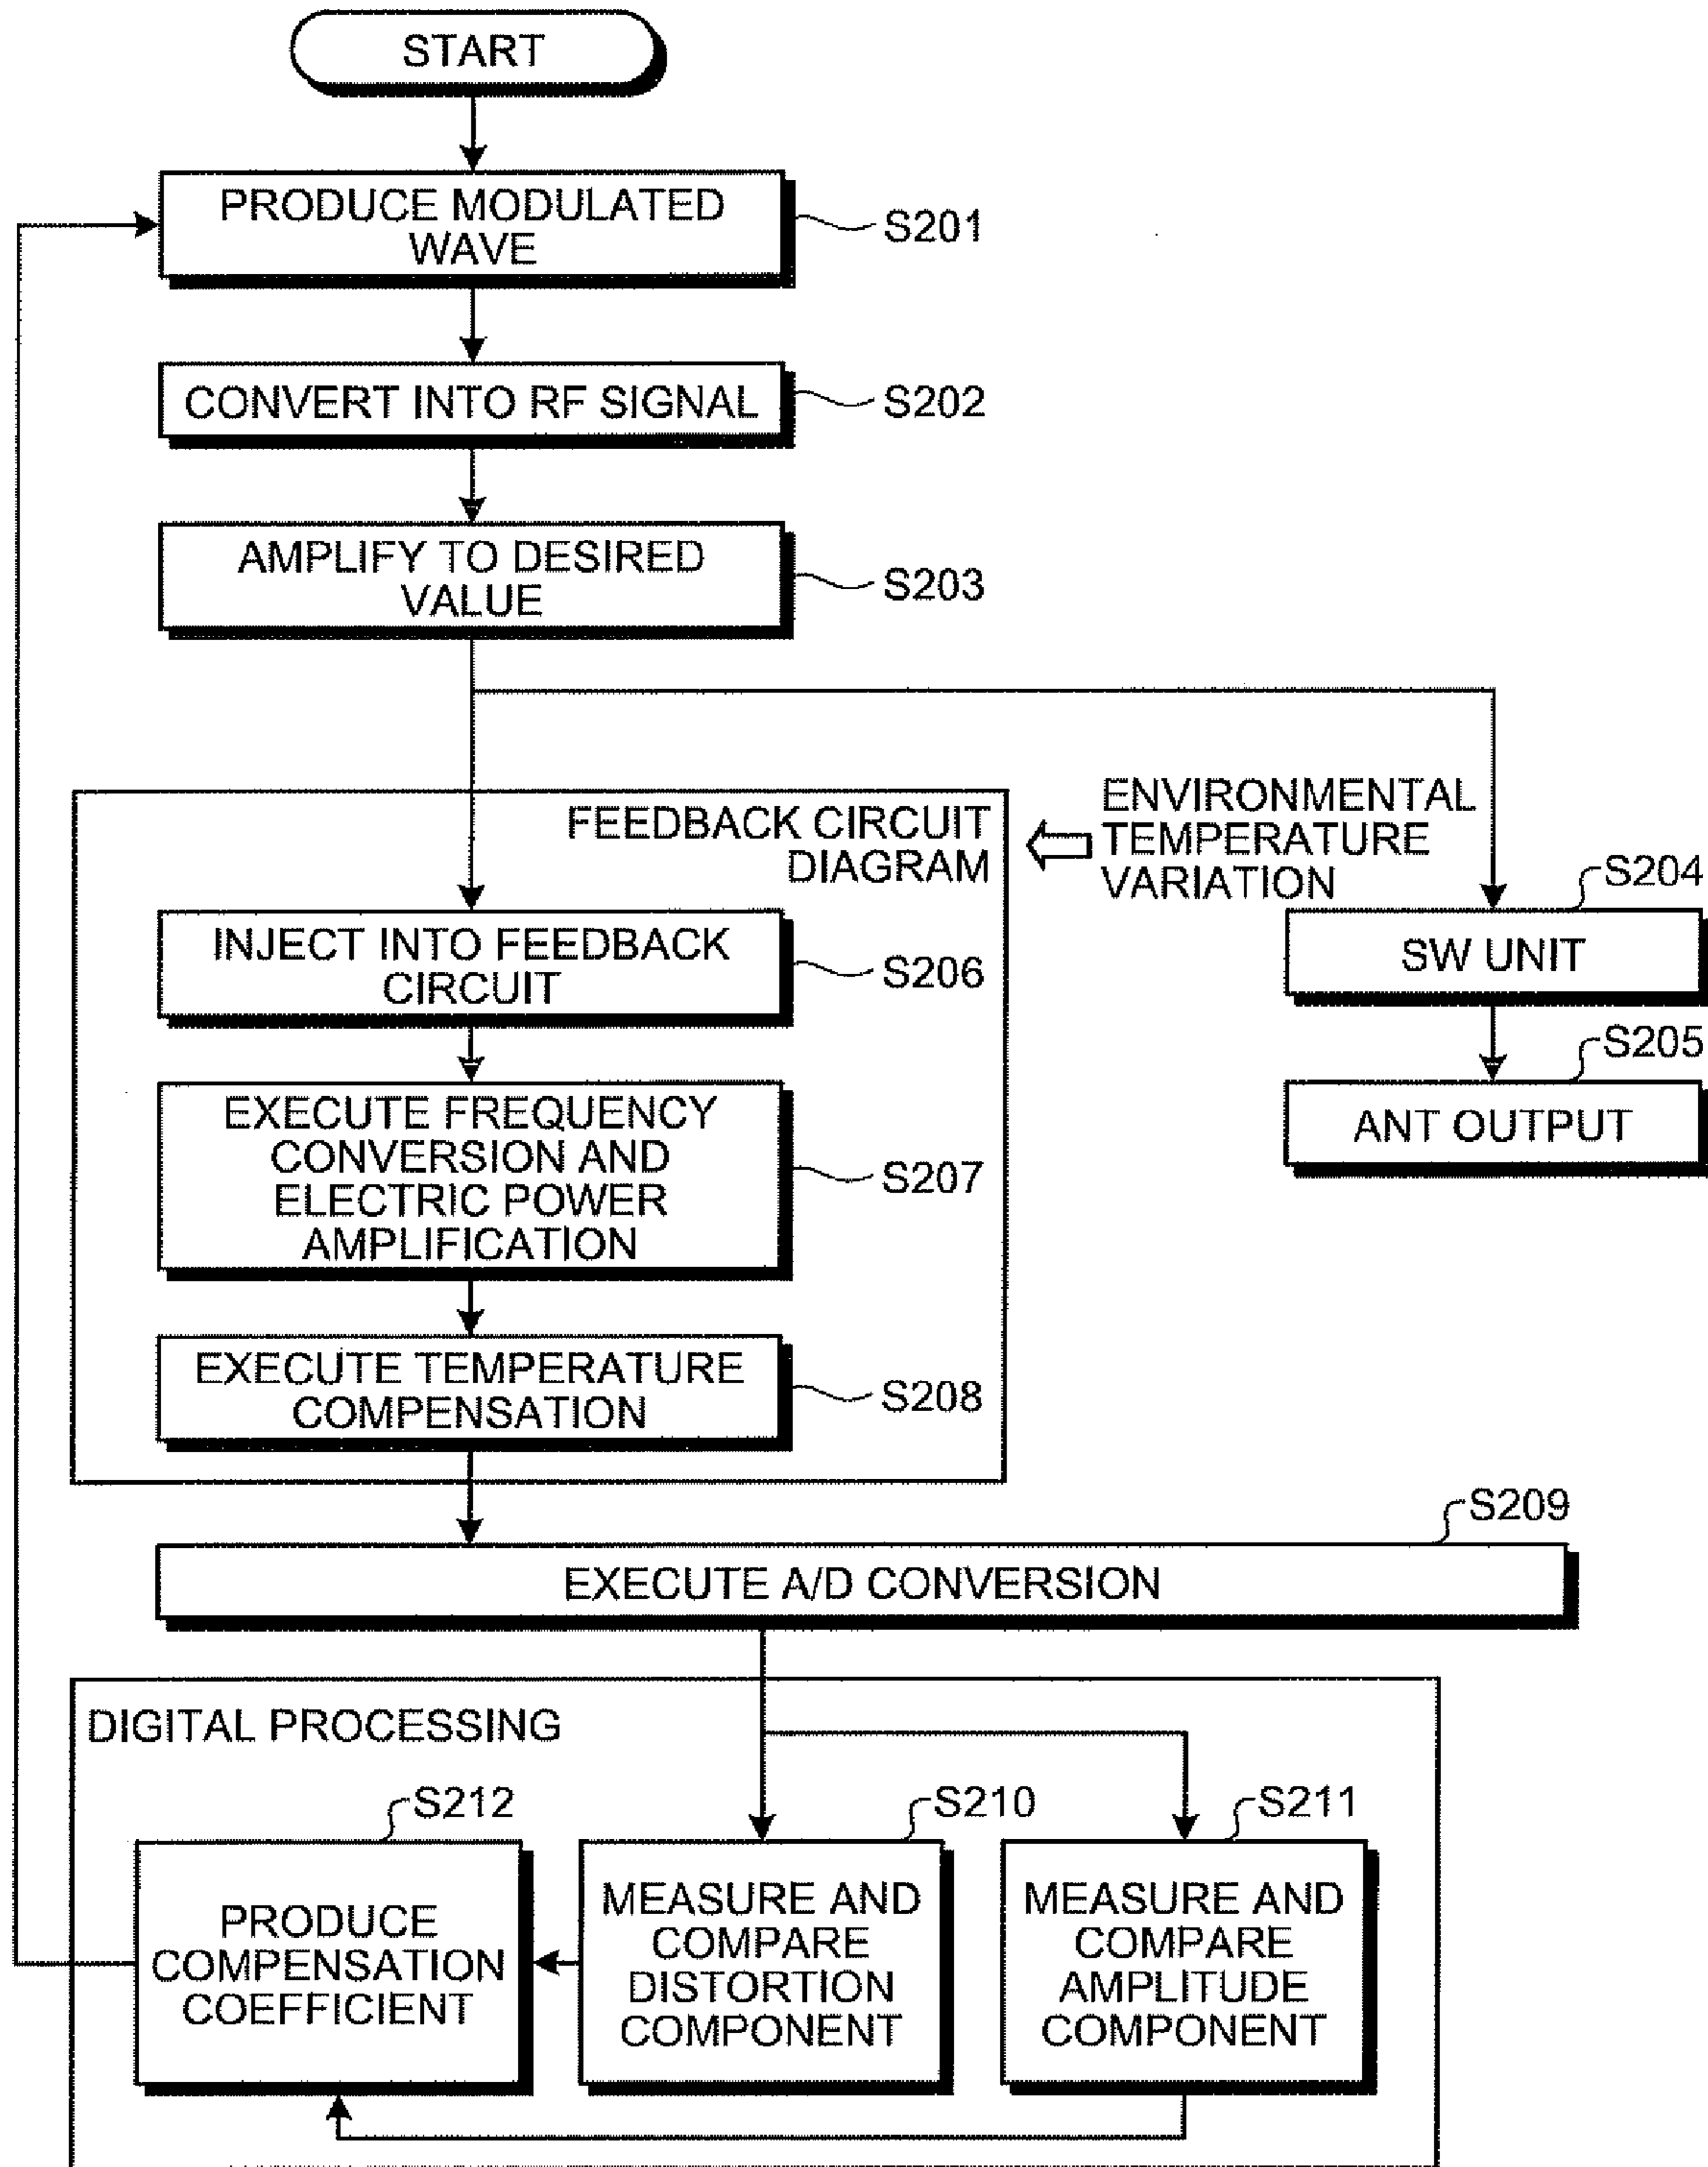 START
PRODUCE MODULATED
WAVE
S201
CONVERT INTO RF SIGNAL
S202
AMPLIFY TO DESIRED
VALUE
S203
FEEDBACK CIRCUIT
DIAGRAM
ENVIRONMENTAL
TEMPERATURE
VARIATION
S204
SW UNIT
S205
ANT OUTPUT
INJECT INTO FEEDBACK
CIRCUIT
S206
EXECUTE FREQUENCY
CONVERSION AND
ELECTRIC POWER
AMPLIFICATION
S207
EXECUTE TEMPERATURE
COMPENSATION
S208
S209
EXECUTE A/D CONVERSION
DIGITAL PROCESSING
S212
PRODUCE
COMPENSATION
COEFFICIENT
S210
MEASURE AND
COMPARE
DISTORTION
COMPONENT
S211
MEASURE AND
COMPARE
AMPLITUDE
COMPONENT